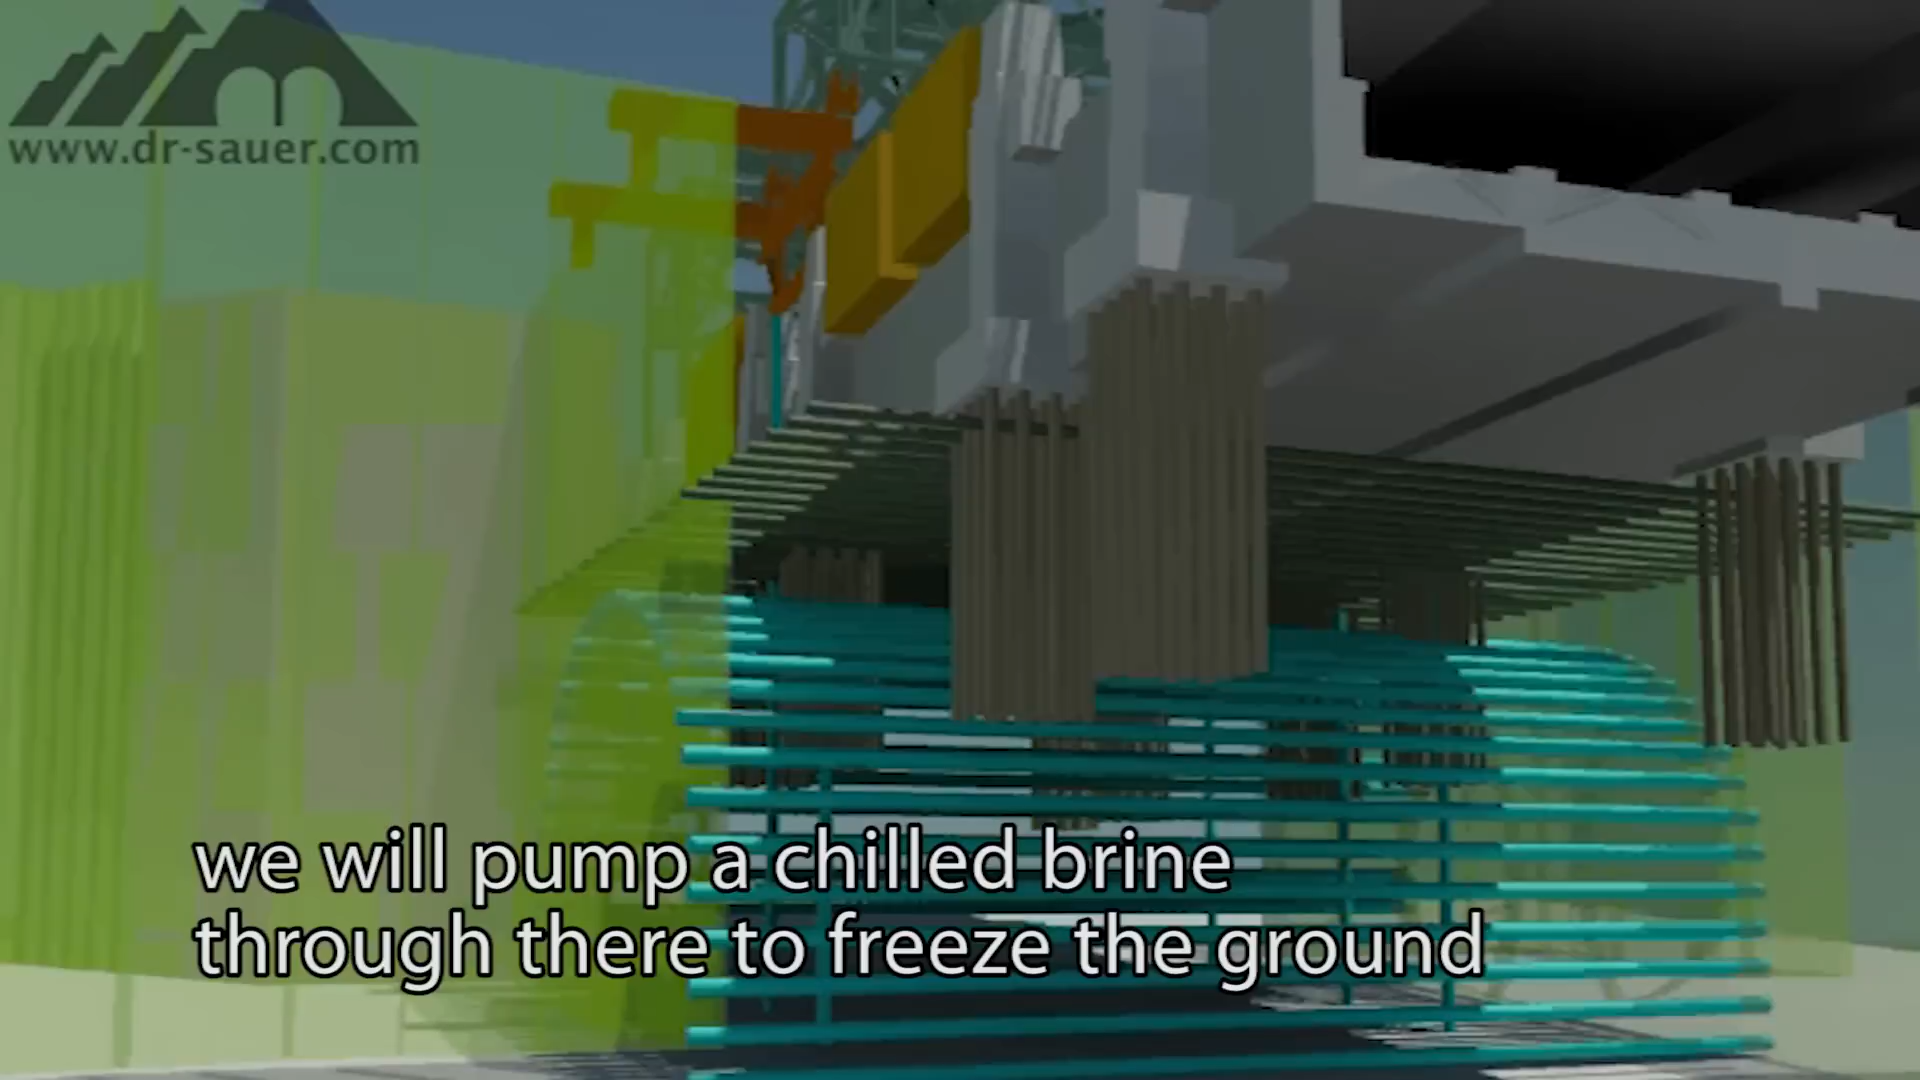 www.dr-sauer.com
we will pump a chilled brine
through there to freeze the ground